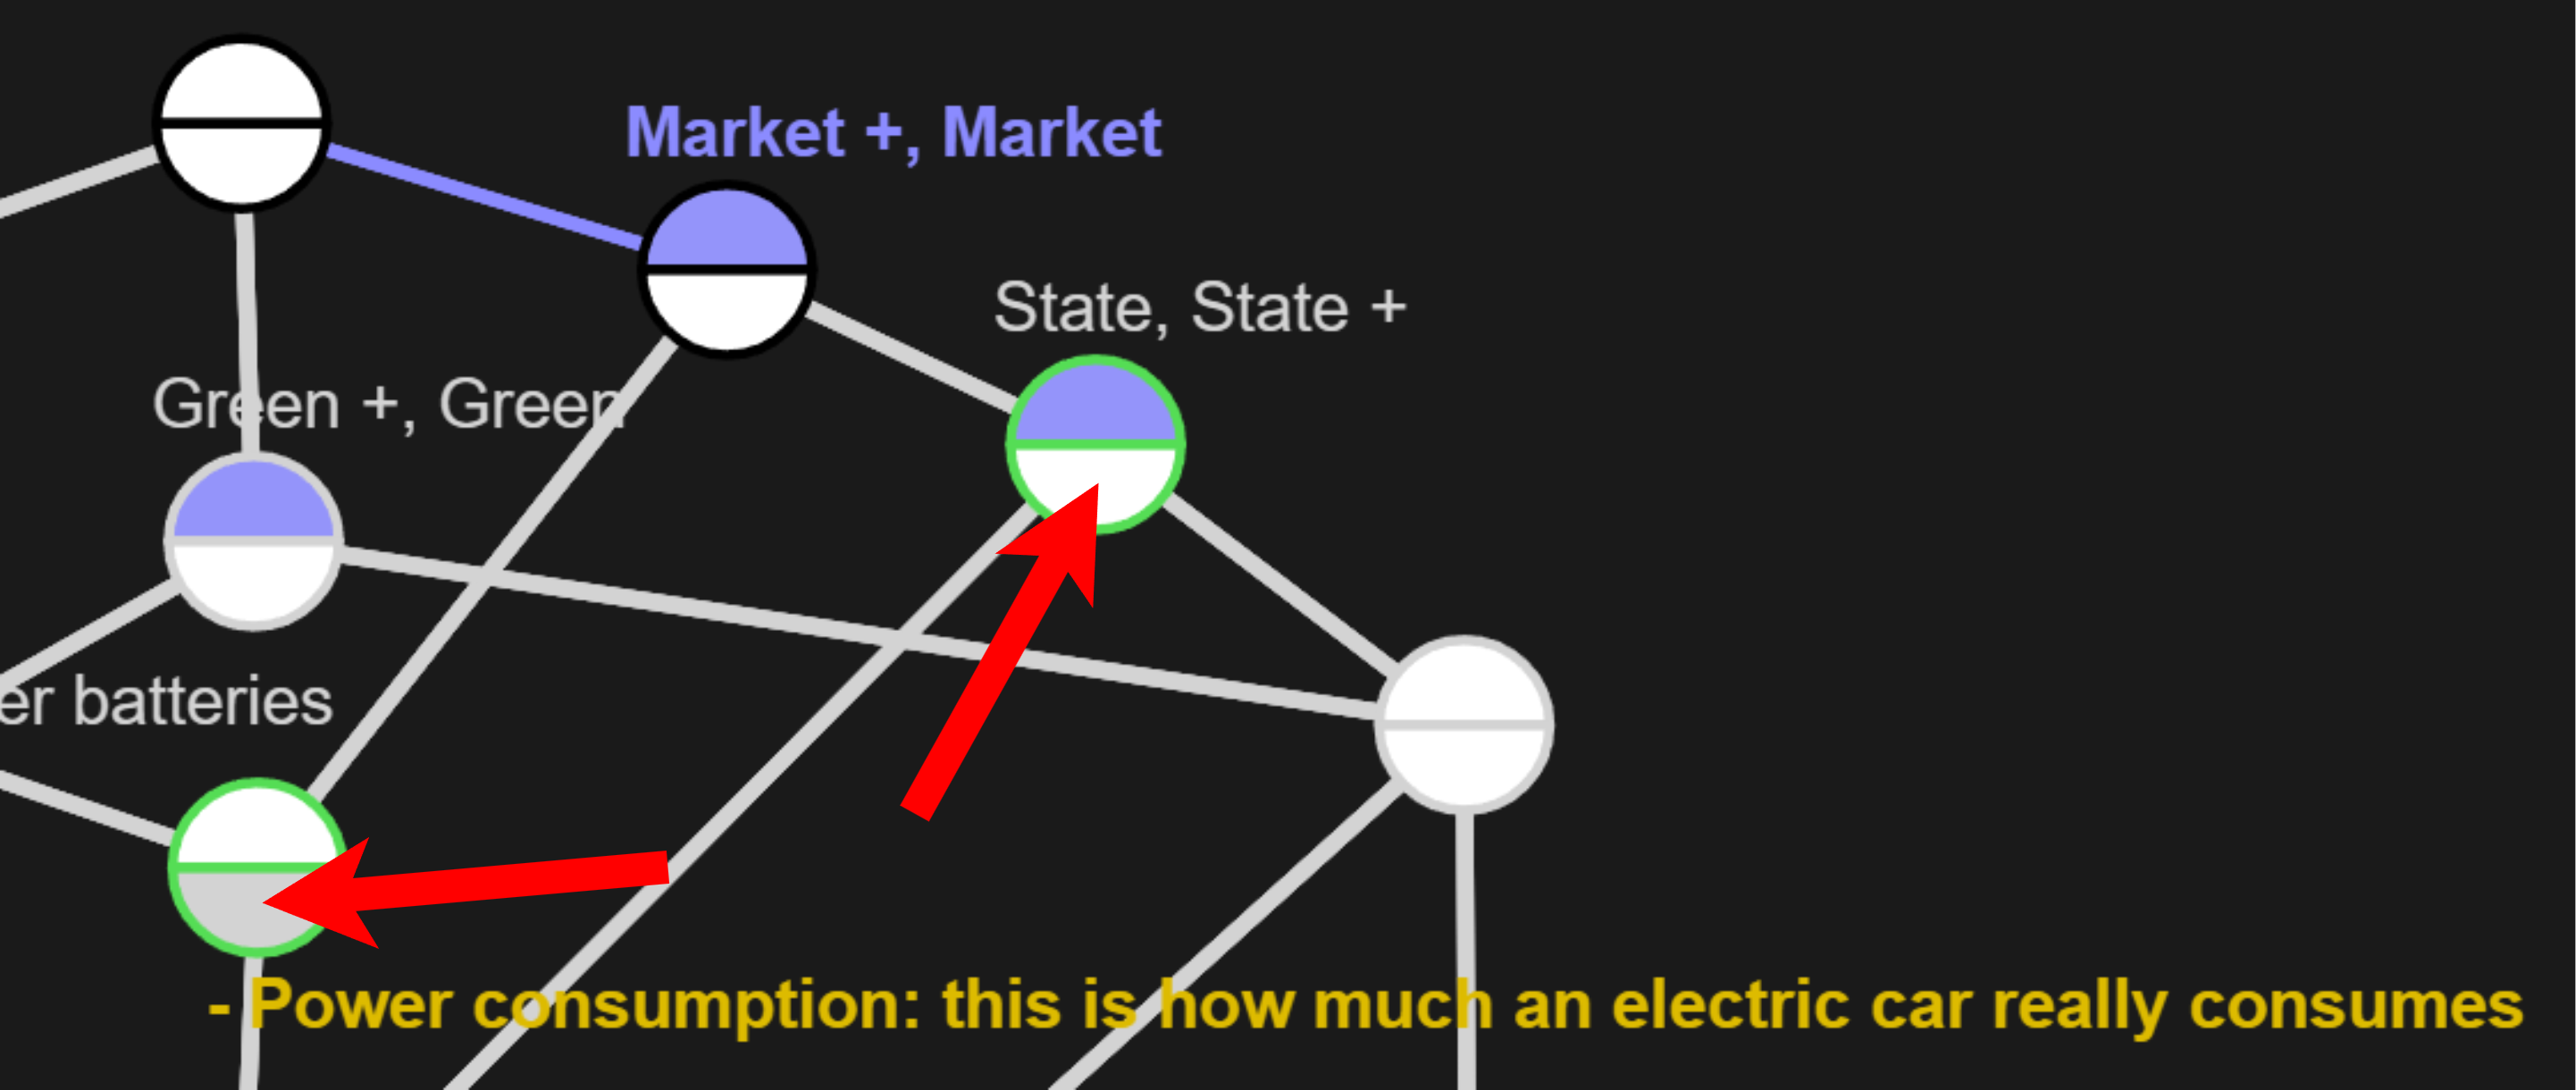 Market +, Market
State, State +
Green +, Green
er batteries
- Power consumption: this is how much an electric car really consumes